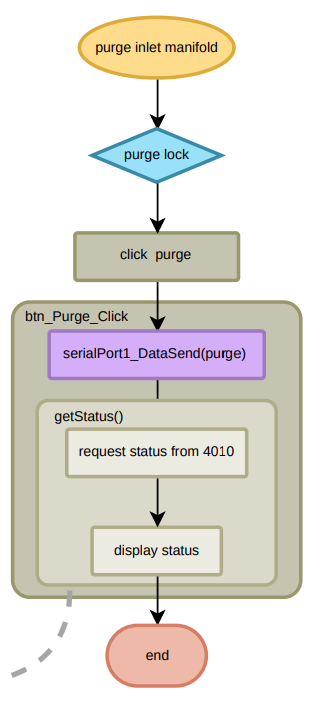 purge inlet manifold
purge lock
click purge
btn_Purge_Click
serialPort1_DataSend(purge)
getStatus()
request status from 4010
display status
end